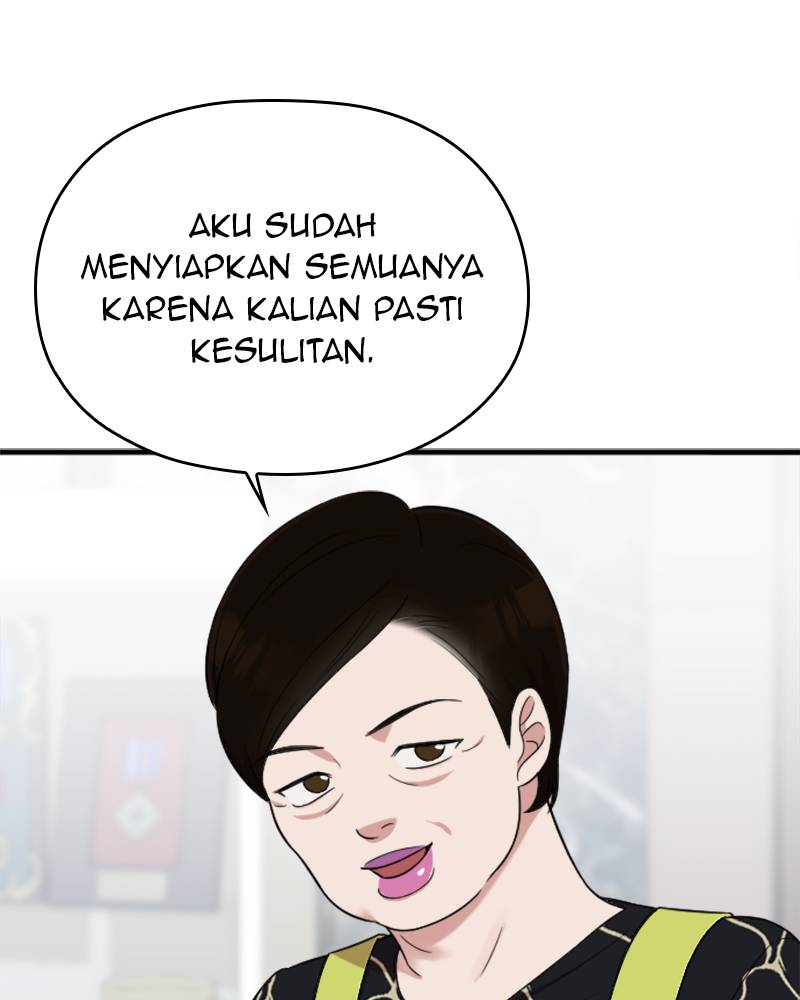 AKU SUDAH
MENYIAPKAN SEMUANYA
KARENA KALIAN PASTI
KESULITAN.